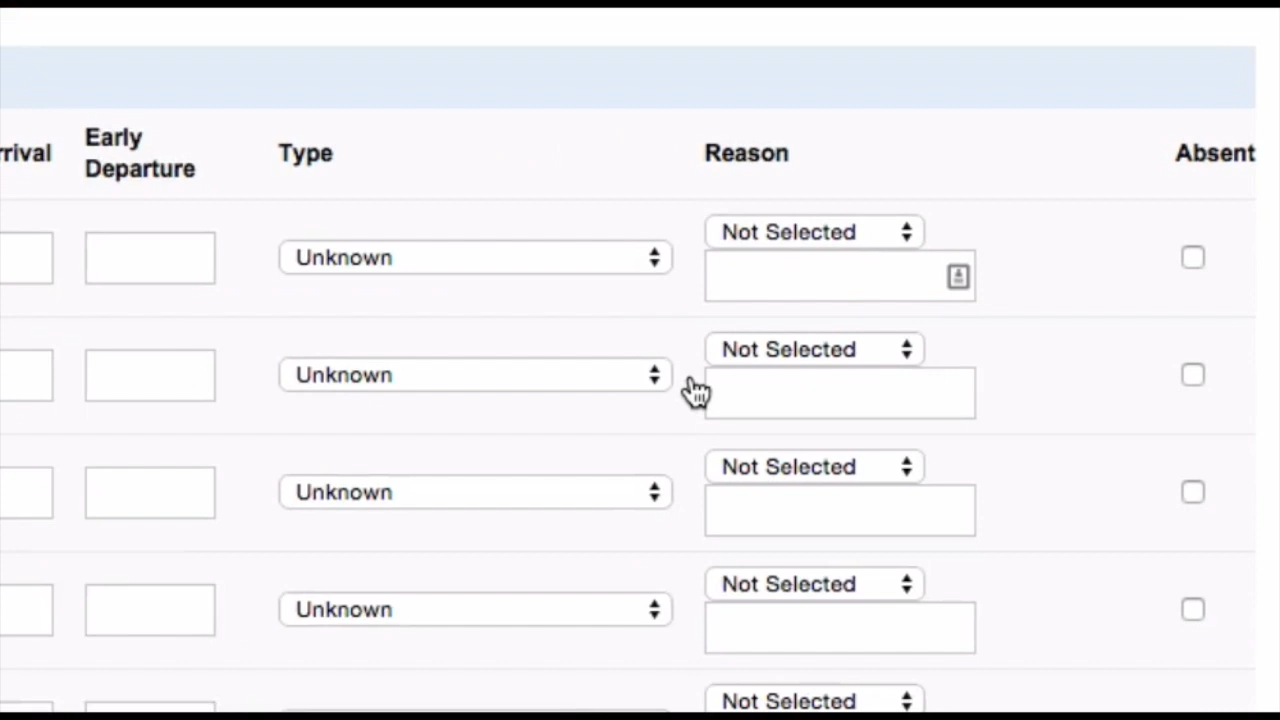 rrival
Early
Departure
Type
Reason
Absent
Unknown
Not Selected
Unknown
Not Selected
Unknown
Not Selected
Unknown
Not Selected
Not Selected